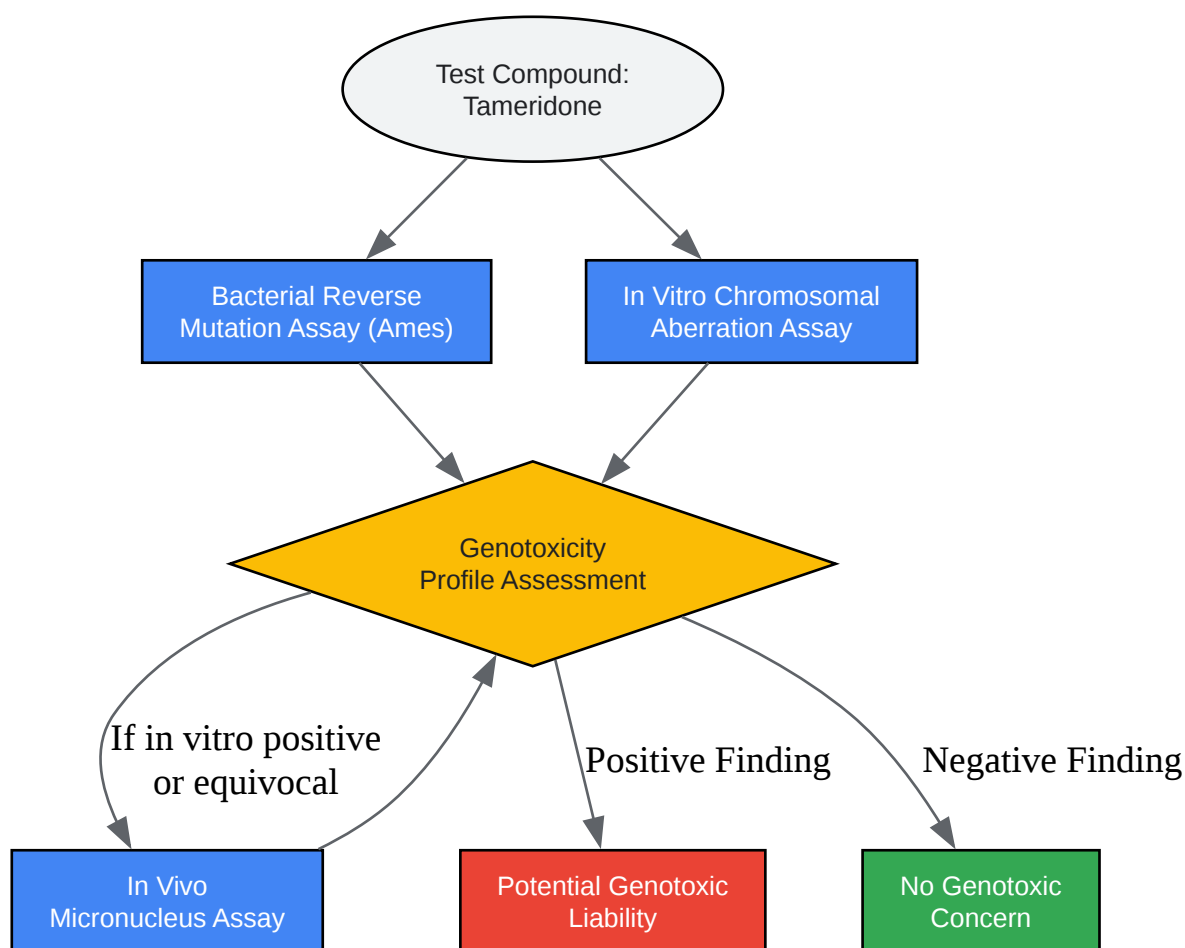 Test Compound:
Tameridone
Bacterial Reverse
Mutation Assay (Ames)
In Vitro Chromosomal
Aberration Assay
Genotoxicity
Profile Assessment
If in vitro positive
or equivocal
Positive Finding
Negative Finding
In Vivo
Micronucleus Assay
Potential Genotoxic
Liability
No Genotoxic
Concern